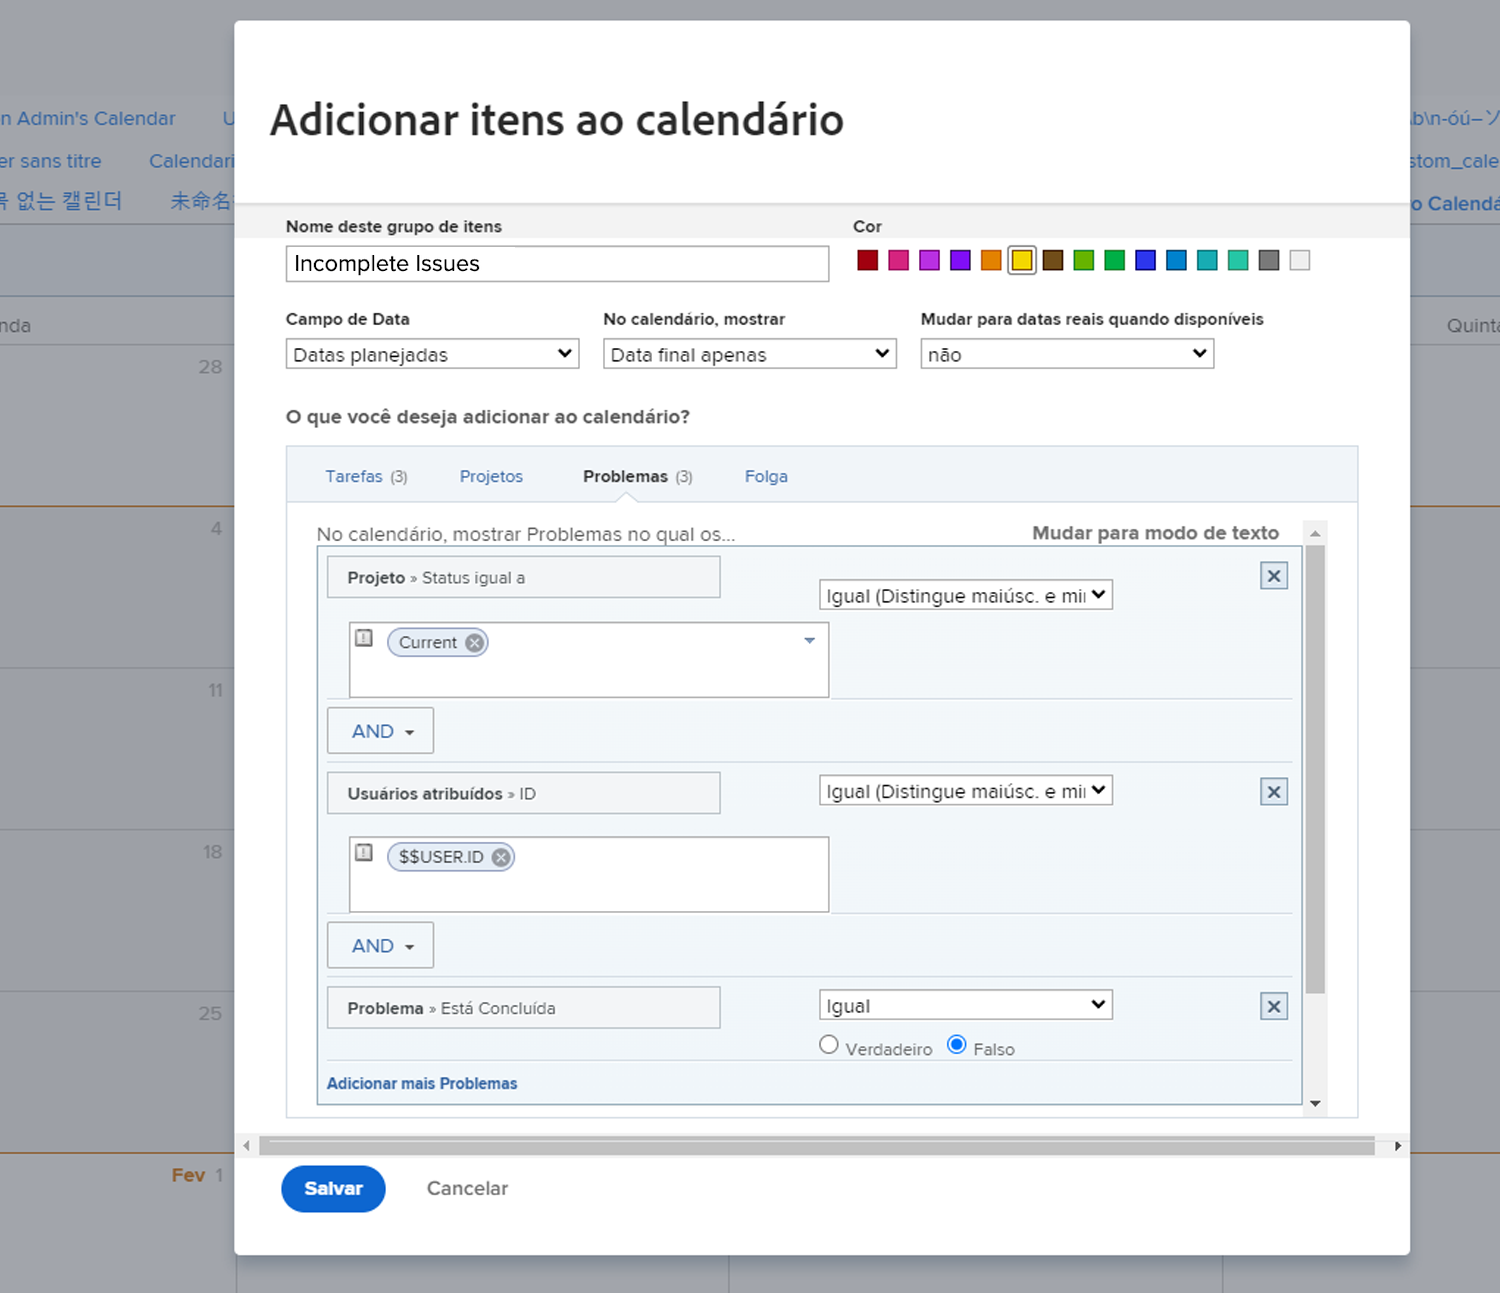 Adicionar itens ao calendário
n Admin's Calendar U
er sans titre Calendari
없는 캘린더 未命名
\b\n-óú–ソ
stom_cale
o Calendá
nda
Quinta
28
4
11
18
25
Fev 1
Nome deste grupo de itens
Cor
Incomplete Issues
Campo de Data
No calendário, mostrar
Mudar para datas reais quando disponíveis
Datas planejadas
Data final apenas
não
O que você deseja adicionar ao calendário?
Tarefas (3) Projetos Problemas (3) Folga
No calendário, mostrar Problemas no qual os...
Mudar para modo de texto
Projeto » Status igual a
Igual (Distingue maiúsc. e mi
Current
AND
Usuários atribuídos » ID
Igual (Distingue maiúsc. e mi
$$USER.ID
AND
Problema » Está Concluída
Igual
Verdadeiro Falso
Adicionar mais Problemas
Salvar Cancelar